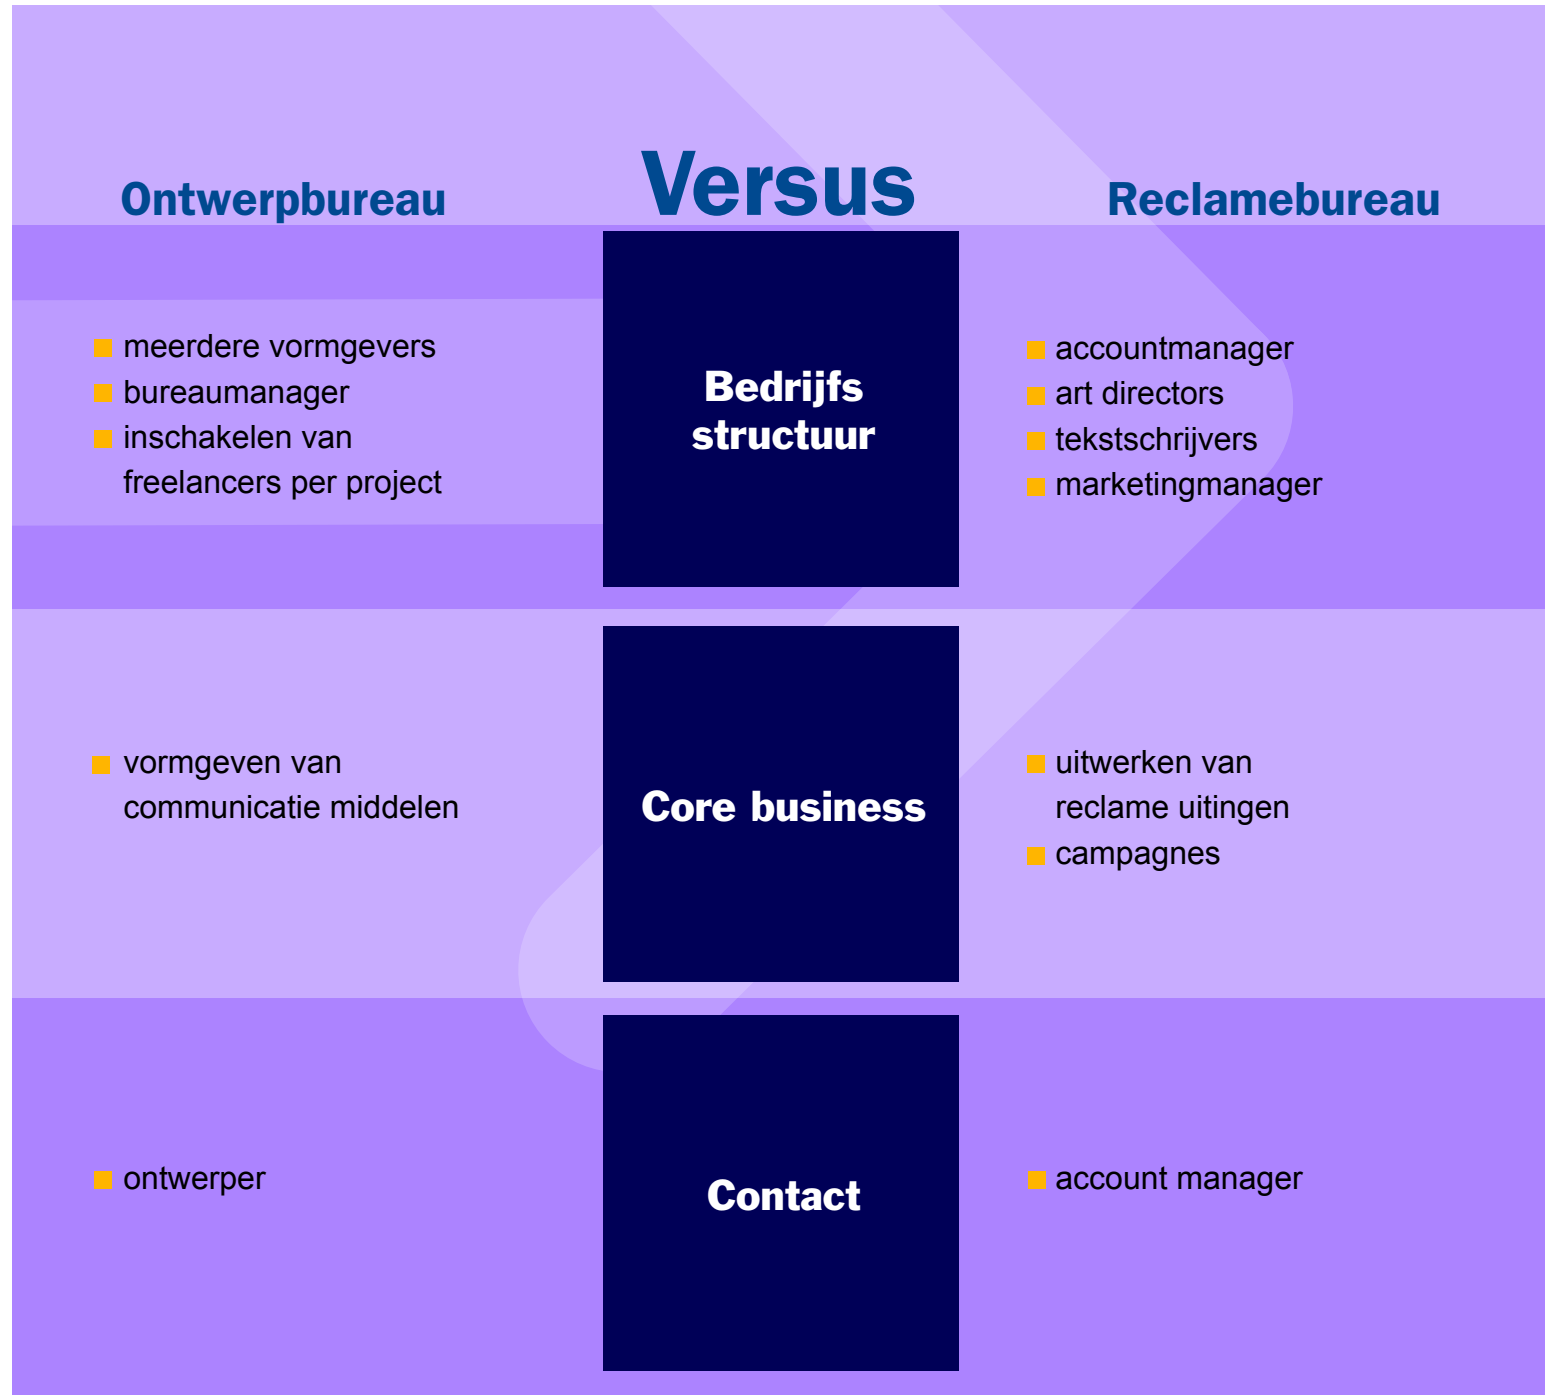 Ontwerpbureau
Versus
Reclamebureau
meerdere vormgevers
bureaumanager
inschakelen van
freelancers per project
Bedrijfs
structuur
accountmanager
art directors
tekstschrijvers
marketingmanager
vormgeven van
communicatie middelen
Core business
uitwerken van
reclame uitingen
campagnes
ontwerper
Contact
account manager